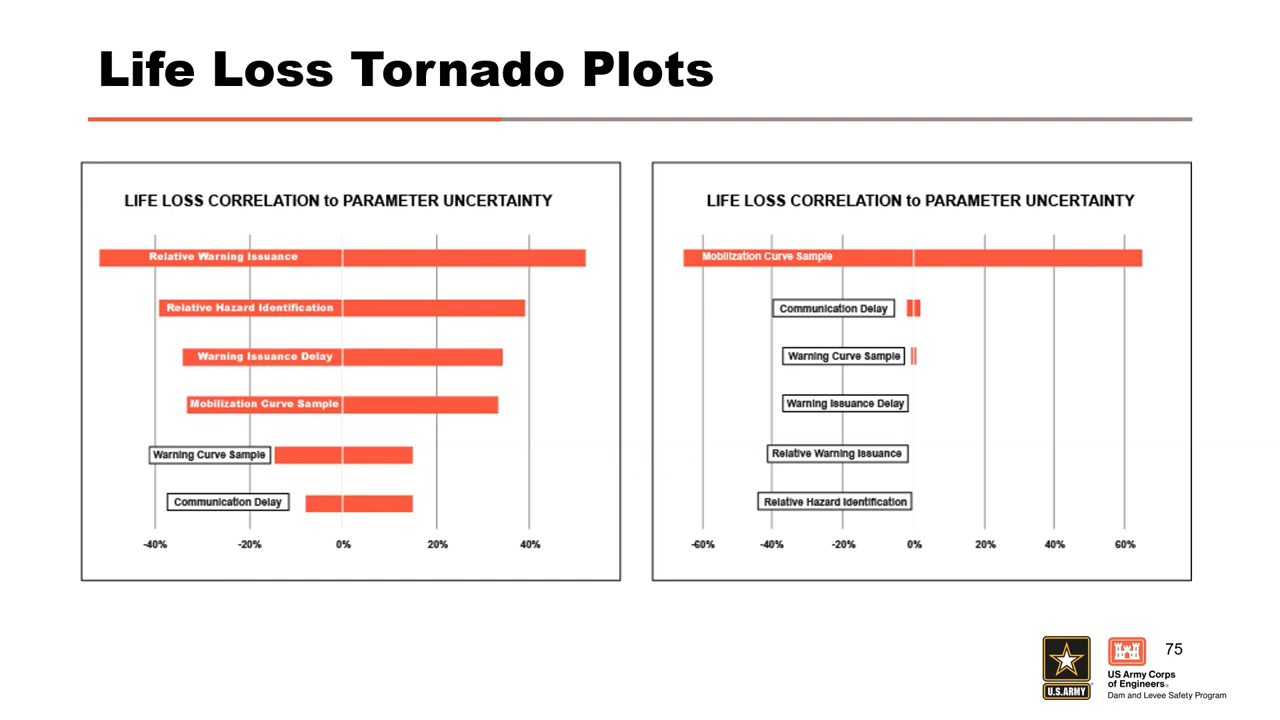 Life Loss Tornado Plots
LIFE LOSS CORRELATION to PARAMETER UNCERTAINTY
Relative Warning Issuance
Relative Hazard Identification
Warning Issuance Delay
Mobilization Curve Sample
Warning Curve Sample
Communication Delay
-40% -20% 0% 20% 40%
LIFE LOSS CORRELATION to PARAMETER UNCERTAINTY
Mobilization Curve Sample
Communication Delay
Warning Curve Sample
Warning Issuance Delay
Relative Warning Issuance
Relative Hazard Identification
-60% -40% -20% 0% 20% 40% 60%
U.S.ARMY
US Army Corps
of Engineers®
Dam and Levee Safety Program
75